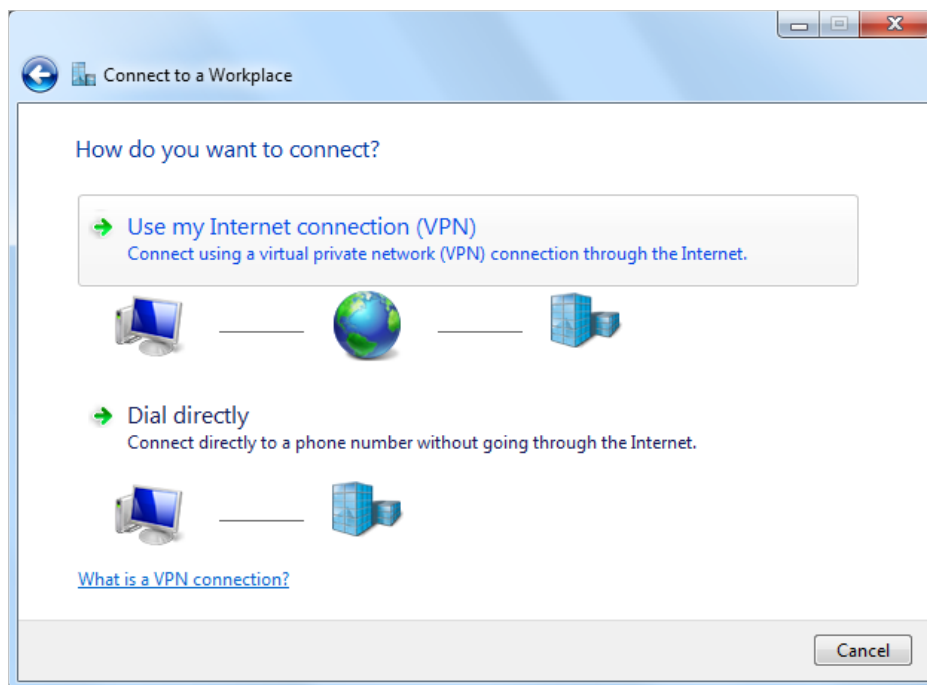 Connect to a Workplace
How do you want to connect?
Use my Internet connection (VPN)
Connect using a virtual private network (VPN) connection through the Internet.
Dial directly
Connect directly to a phone number without going through the Internet.
What is a VPN connection?
Cancel